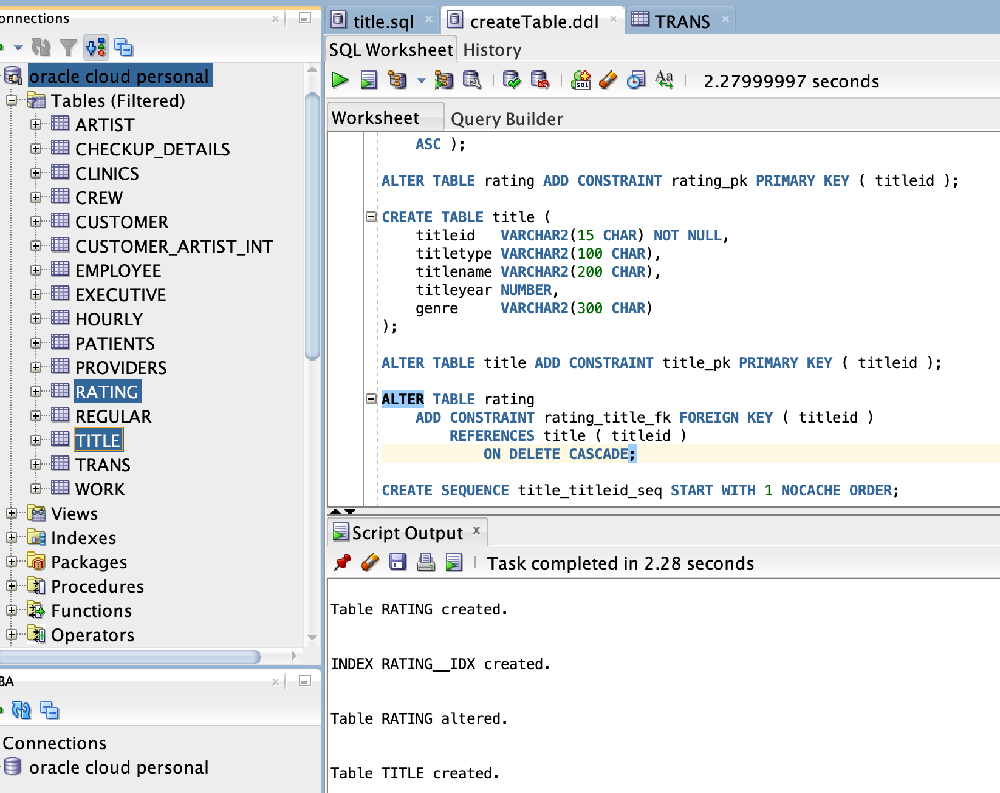 onnections
oracle cloud personal
Tables (Filtered)
ARTIST
CHECKUP_DETAILS
CLINICS
CREW
CUSTOMER
CUSTOMER_ARTIST_INT
EMPLOYEE
EXECUTIVE
HOURLY
PATIENTS
PROVIDERS
RATING
REGULAR
TITLE
TRANS
WORK
Views
Indexes
Packages
Procedures
Functions
Operators
BA
Connections
oracle cloud personal
title.sql
createTable.ddl
TRANS
SQL Worksheet
History
SQL
Aa
2.27999997 seconds
Worksheet
Query Builder
ASC );
ALTER TABLE rating ADD CONSTRAINT rating_pk PRIMARY KEY ( titleid );
CREATE TABLE title (
titleid VARCHAR2(15 CHAR) NOT NULL,
titletype VARCHAR2(100 CHAR),
titlename VARCHAR2(200 CHAR),
titleyear NUMBER,
genre VARCHAR2(300 CHAR)
);
ALTER TABLE title ADD CONSTRAINT title_pk PRIMARY KEY ( titleid );
ALTER TABLE rating
ADD CONSTRAINT rating_title_fk FOREIGN KEY ( titleid )
REFERENCES title ( titleid )
ON DELETE CASCADE;
CREATE SEQUENCE title_titleid_seq START WITH 1 NOCACHE ORDER;
Script Output
Task completed in 2.28 seconds
Table RATING created.
INDEX RATING__IDX created.
Table RATING altered.
Table TITLE created.